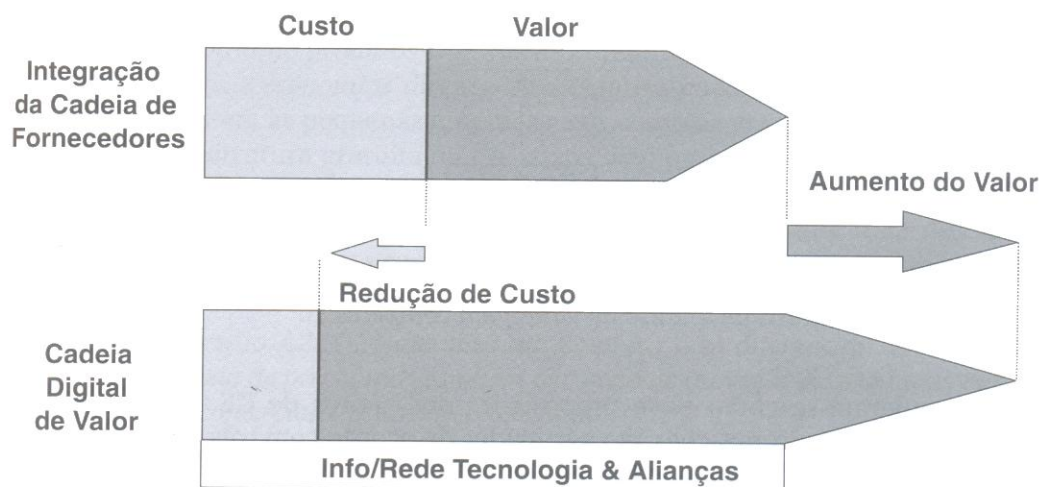 Custo
Valor
Integração
da Cadeia de
Fornecedores
Aumento do Valor
Redução de Custo
Cadeia
Digital
de Valor
Info/Rede Tecnologia & Alianças